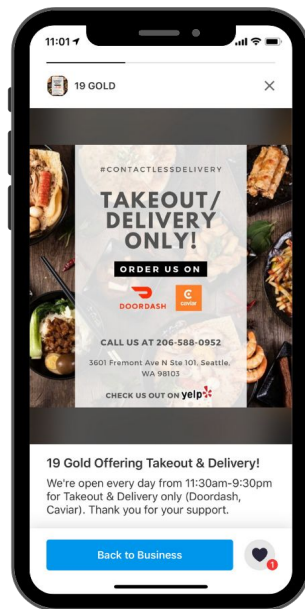 11:01
19 GOLD
#CONTACTLESSDELIVERY
TAKEOUT/
DELIVERY
ONLY!
ORDER US ON
DOORDASH
caviar
CALL US AT 206-588-0952
3601 Fremont Ave N Ste 101, Seattle,
WA 98103
CHECK US OUT ON yelp
19 Gold Offering Takeout & Delivery!
We're open every day from 11:30am-9:30pm
for Takeout & Delivery only (Doordash,
Caviar). Thank you for your support.
Back to Business
1